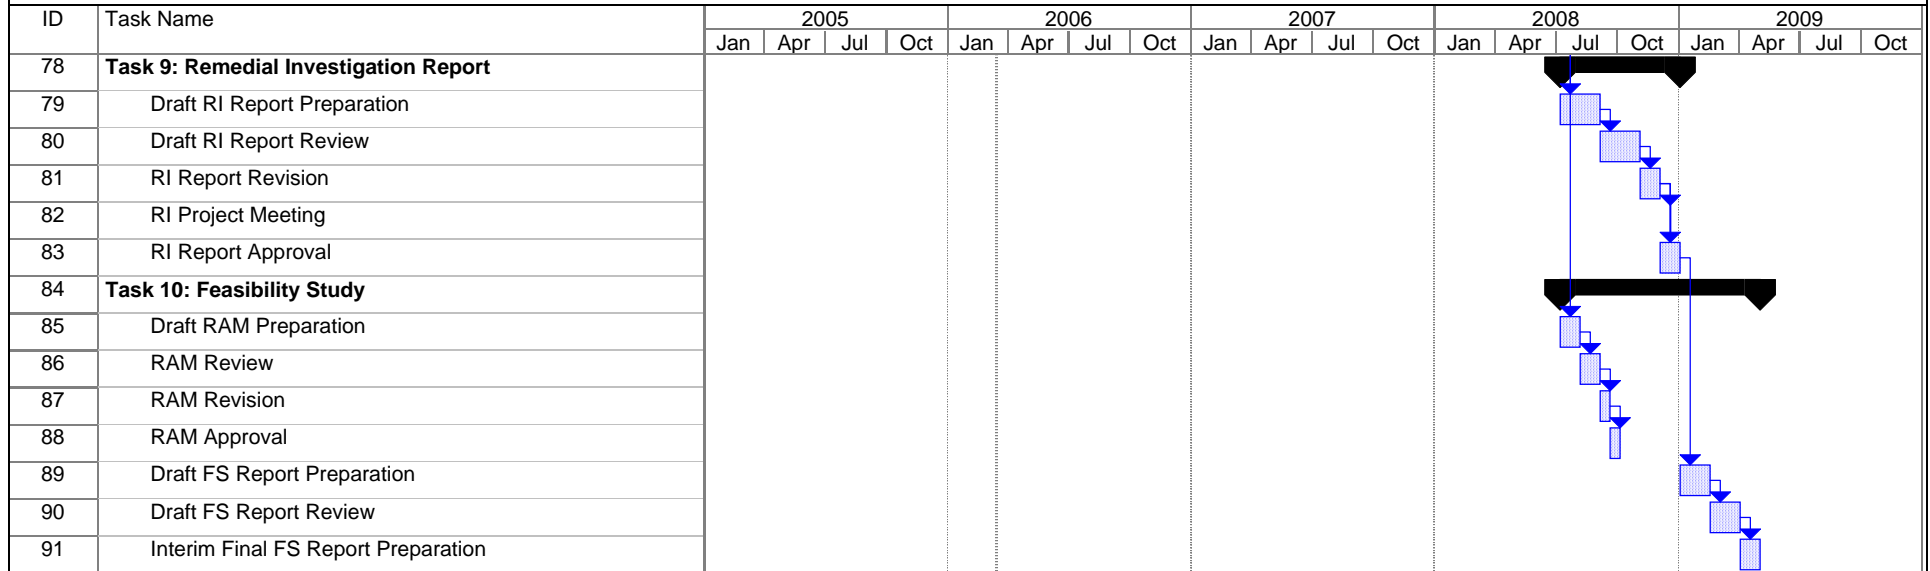 ID Task Name 2005 2006 2007 2008 2009
Jan Apr Jul Oct Jan Apr Jul Oct Jan Apr Jul Oct Jan Apr Jul Oct Jan Apr Jul Oct
78 Task 9: Remedial Investigation Report
79 Draft RI Report Preparation
80 Draft RI Report Review
81 RI Report Revision
82 RI Project Meeting
83 RI Report Approval
84 Task 10: Feasibility Study
85 Draft RAM Preparation
86 RAM Review
87 RAM Revision
88 RAM Approval
89 Draft FS Report Preparation
90 Draft FS Report Review
91 Interim Final FS Report Preparation